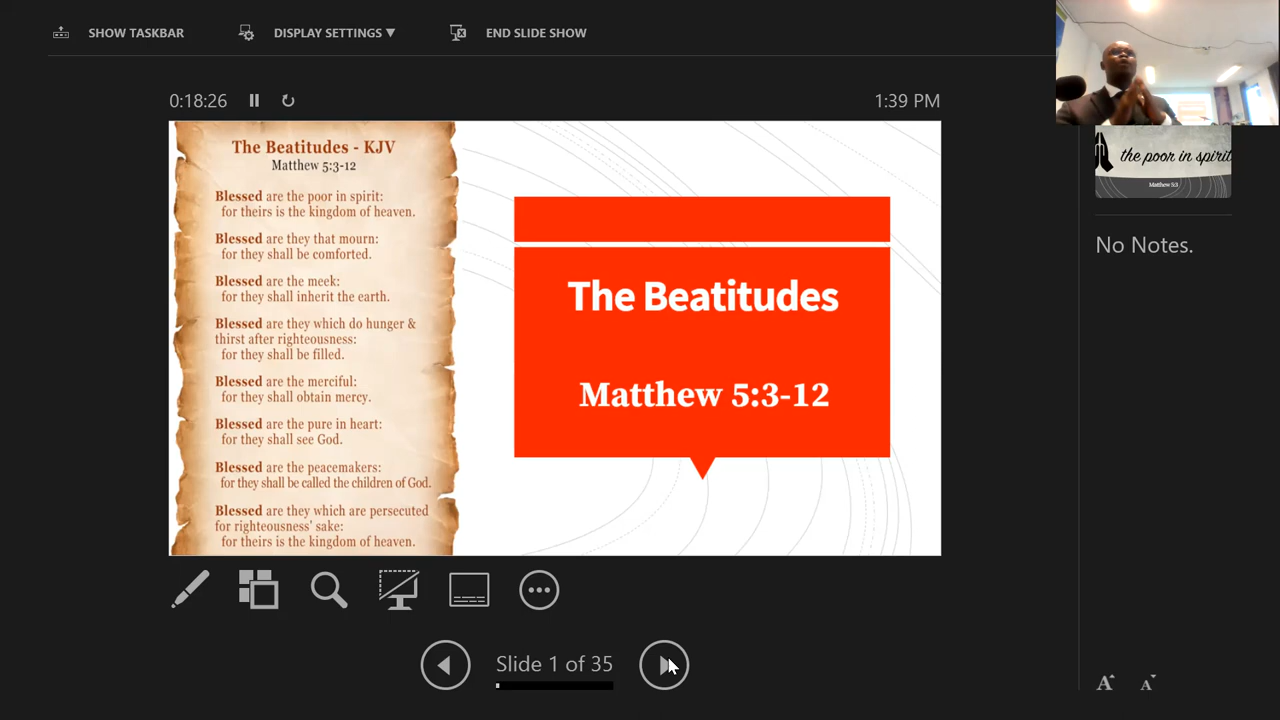 SHOW TASKBAR
DISPLAY SETTINGS ▼
END SLIDE SHOW
0:18:26
1:39 PM
The Beatitudes - KJV
Matthew 5:3-12
Blessed are the poor in spirit:
for theirs is the kingdom of heaven.
Blessed are they that mourn:
for they shall be comforted.
Blessed are the meek:
for they shall inherit the earth.
Blessed are they which do hunger &
thirst after righteousness:
for they shall be filled.
Blessed are the merciful:
for they shall obtain mercy.
Blessed are the pure in heart:
for they shall see God.
Blessed are the peacemakers:
for they shall be called the children of God.
Blessed are they which are persecuted
for righteousness' sake:
for theirs is the kingdom of heaven.
The Beatitudes
Matthew 5:3-12
the poor in spirit
Matthew 5:3
No Notes.
Slide 1 of 35
A A